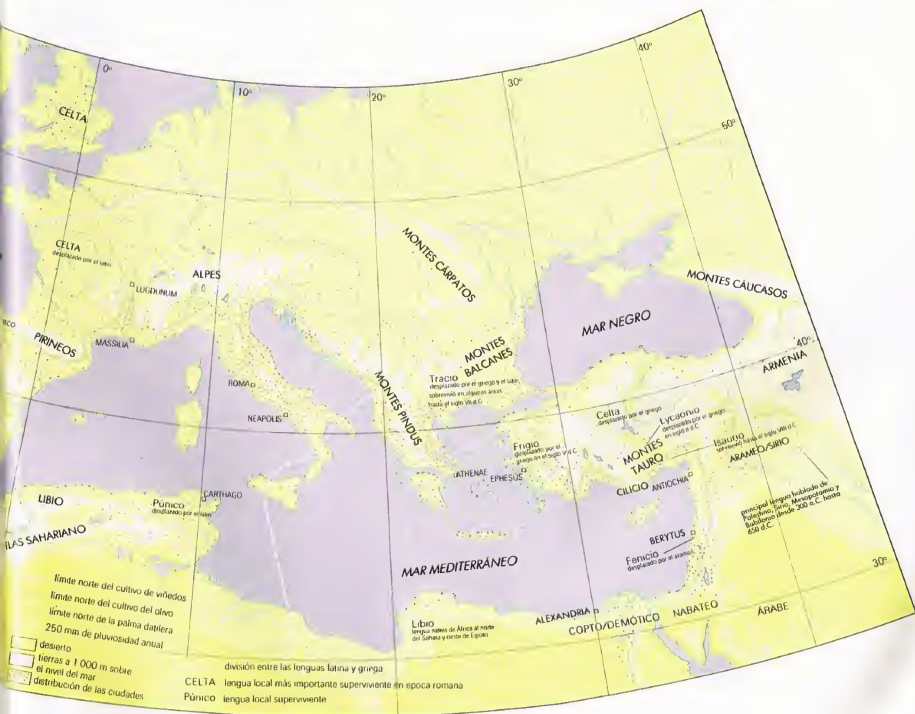 0°
10°
20°
30°
40°
50°
CELTA
CELTA
desplazado por el latín
ALPES
LUGDUNUM
MONTES CÁRPATOS
MONTES CÁUCASOS
MAR NEGRO
PIRINEOS
MASSILIA
ROMA
NEAPOLIS
MONTES
BALCANES
Tracio
desplazado por el griego y el latín,
sobrevivió en algunas áreas
hasta el siglo
MONTES PINDUS
40°
ARMENIA
Celta
desplazado por el griego
Lycaonio
desplazado por el griego
en siglo
Frigio
desplazado por el
griego en el siglo
MONTES
TAURO
Isaurio
sobrevivió hasta el siglo
ARAMEO/SIRIO
ATHENAE
EPHESUS
CILICIO
ANTIOCHIA
principal lengua hablada de
Palestina, Siria, Mesopotamia y
Babilonia desde 300 a.C. hasta
650 d.C.
LIBIO
Púnico
desplazado por el latín
CARTHAGO
SAHARIANO
BERYTUS
Fenicio
desplazado por el arameo
MAR MEDITERRÁNEO
30°
Libio
lengua nativa de África al norte
del Sahara y oeste de Egipto
ALEXANDRIA
COPTO/DEMÓTICO
NABATEO
ÁRABE
límite norte del cultivo de viñedos
límite norte del cultivo del olivo
límite norte de la palma datilera
250 mm de pluviosidad anual
desierto
tierras a 1 000 m sobre
el nivel del mar
distribución de las ciudades
división entre las lenguas latina y griega
CELTA lengua local más importante superviviente en epoca romana
Púnico lengua local superviviente